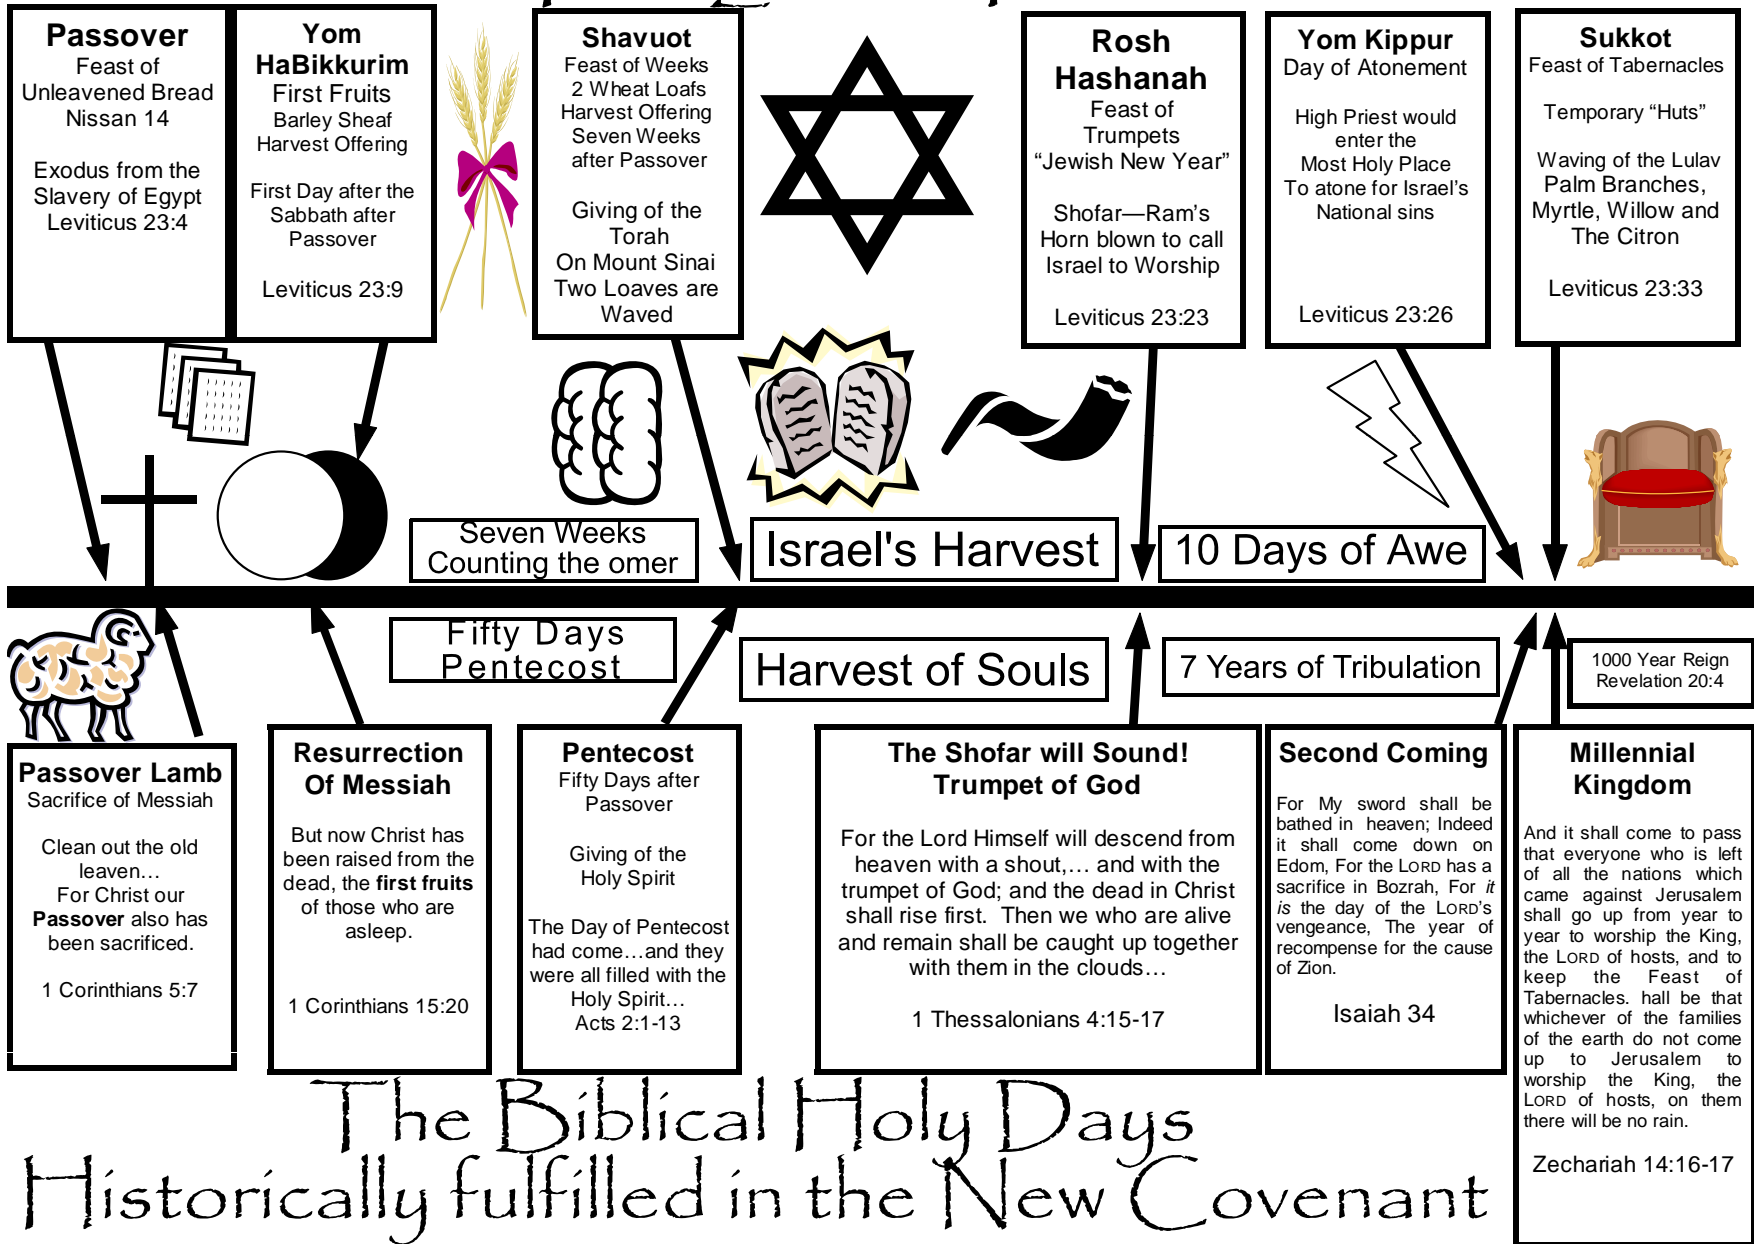 Passover
Feast of
Unleavened Bread
Nissan 14
Exodus from the
Slavery of Egypt
Leviticus 23:4
Yom
HaBikkurim
First Fruits
Barley Sheaf
Harvest Offering
First Day after the
Sabbath after
Passover
Leviticus 23:9
Shavuot
Feast of Weeks
2 Wheat Loafs
Harvest Offering
Seven Weeks
after Passover
Giving of the
Torah
On Mount Sinai
Two Loaves are
Waved
Rosh
Hashanah
Feast of
Trumpets
“Jewish New Year”
Shofar—Ram’s
Horn blown to call
Israel to Worship
Leviticus 23:23
Yom Kippur
Day of Atonement
High Priest would
enter the
Most Holy Place
To atone for Israel’s
National sins
Leviticus 23:26
Sukkot
Feast of Tabernacles
Temporary “Huts”
Waving of the Lulav
Palm Branches,
Myrtle, Willow and
The Citron
Leviticus 23:33
Seven Weeks
Counting the omer
Israel's Harvest
10 Days of Awe
Fifty Days
Pentecost
Harvest of Souls
7 Years of Tribulation
1000 Year Reign
Revelation 20:4
Passover Lamb
Sacrifice of Messiah
Clean out the old
leaven…
For Christ our
Passover also has
been sacrificed.
1 Corinthians 5:7
Resurrection
Of Messiah
But now Christ has
been raised from the
dead, the first fruits
of those who are
asleep.
1 Corinthians 15:20
Pentecost
Fifty Days after
Passover
Giving of the
Holy Spirit
The Day of Pentecost
had come…and they
were all filled with the
Holy Spirit…
Acts 2:1-13
The Shofar will Sound!
Trumpet of God
For the Lord Himself will descend from
heaven with a shout,… and with the
trumpet of God; and the dead in Christ
shall rise first.  Then we who are alive
and remain shall be caught up together
with them in the clouds…
1 Thessalonians 4:15-17
Second Coming
For My sword shall be
bathed in heaven; Indeed
it shall come down on
Edom, For the LORD has a
sacrifice in Bozrah, For it
is the day of the LORD’s
vengeance, The year of
recompense for the cause
of Zion.
Isaiah 34
Millennial
Kingdom
And it shall come to pass
that everyone who is left
of all the nations which
came against Jerusalem
shall go up from year to
year to worship the King,
the LORD of hosts, and to
keep the Feast of
Tabernacles. hall be that
whichever of the families
of the earth do not come
up to Jerusalem to
worship the King, the
LORD of hosts, on them
there will be no rain.
Zechariah 14:16-17
The Biblical Holy Days
Historically fulfilled in the New Covenant